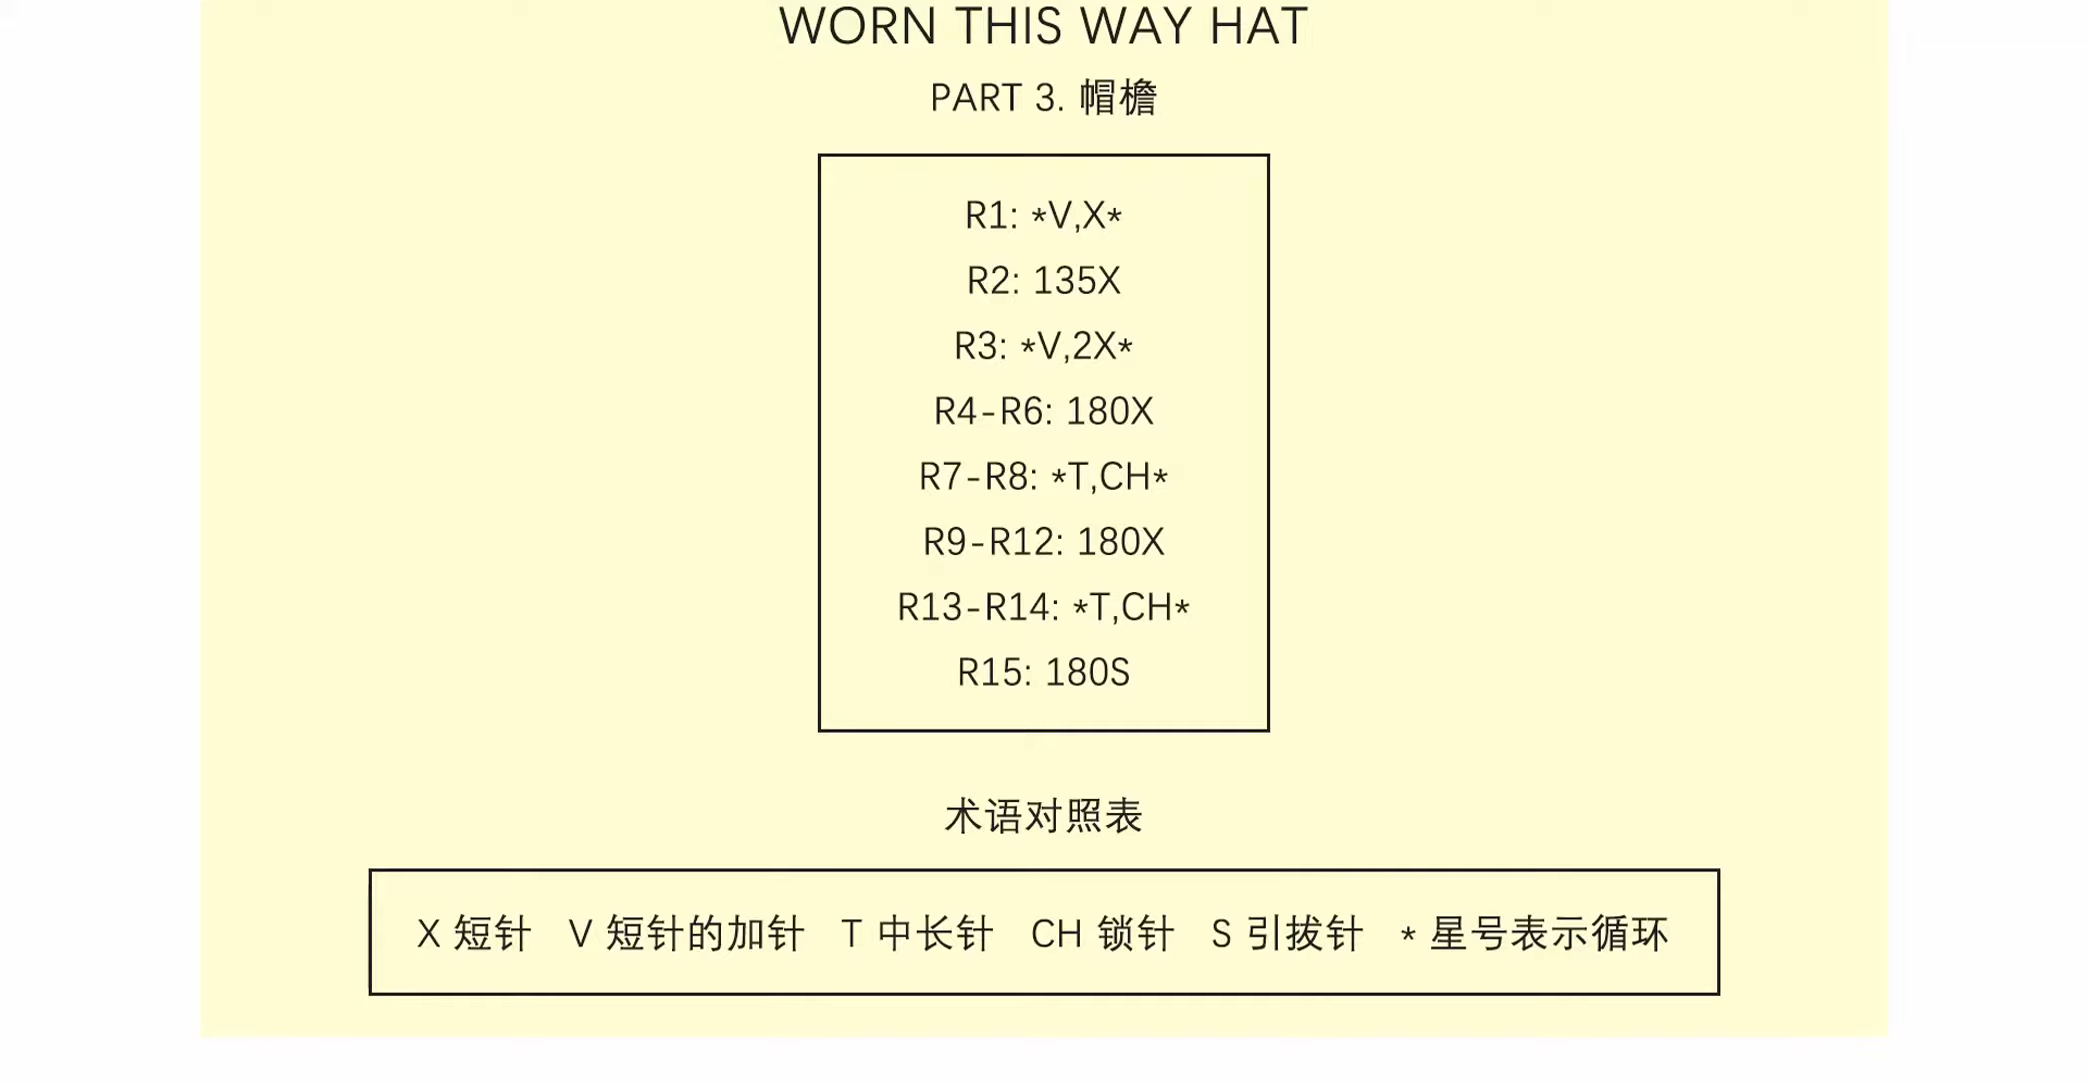 WORN THIS WAY HAT
PART 3. 帽檐
R1: *V,X*
R2: 135X
R3: *V,2X*
R4-R6: 180X
R7-R8: *T,CH*
R9-R12: 180X
R13-R14: *T,CH*
R15: 180S
术语对照表
X 短针 V 短针的加针 T 中长针 CH 锁针 S 引拔针 * 星号表示循环